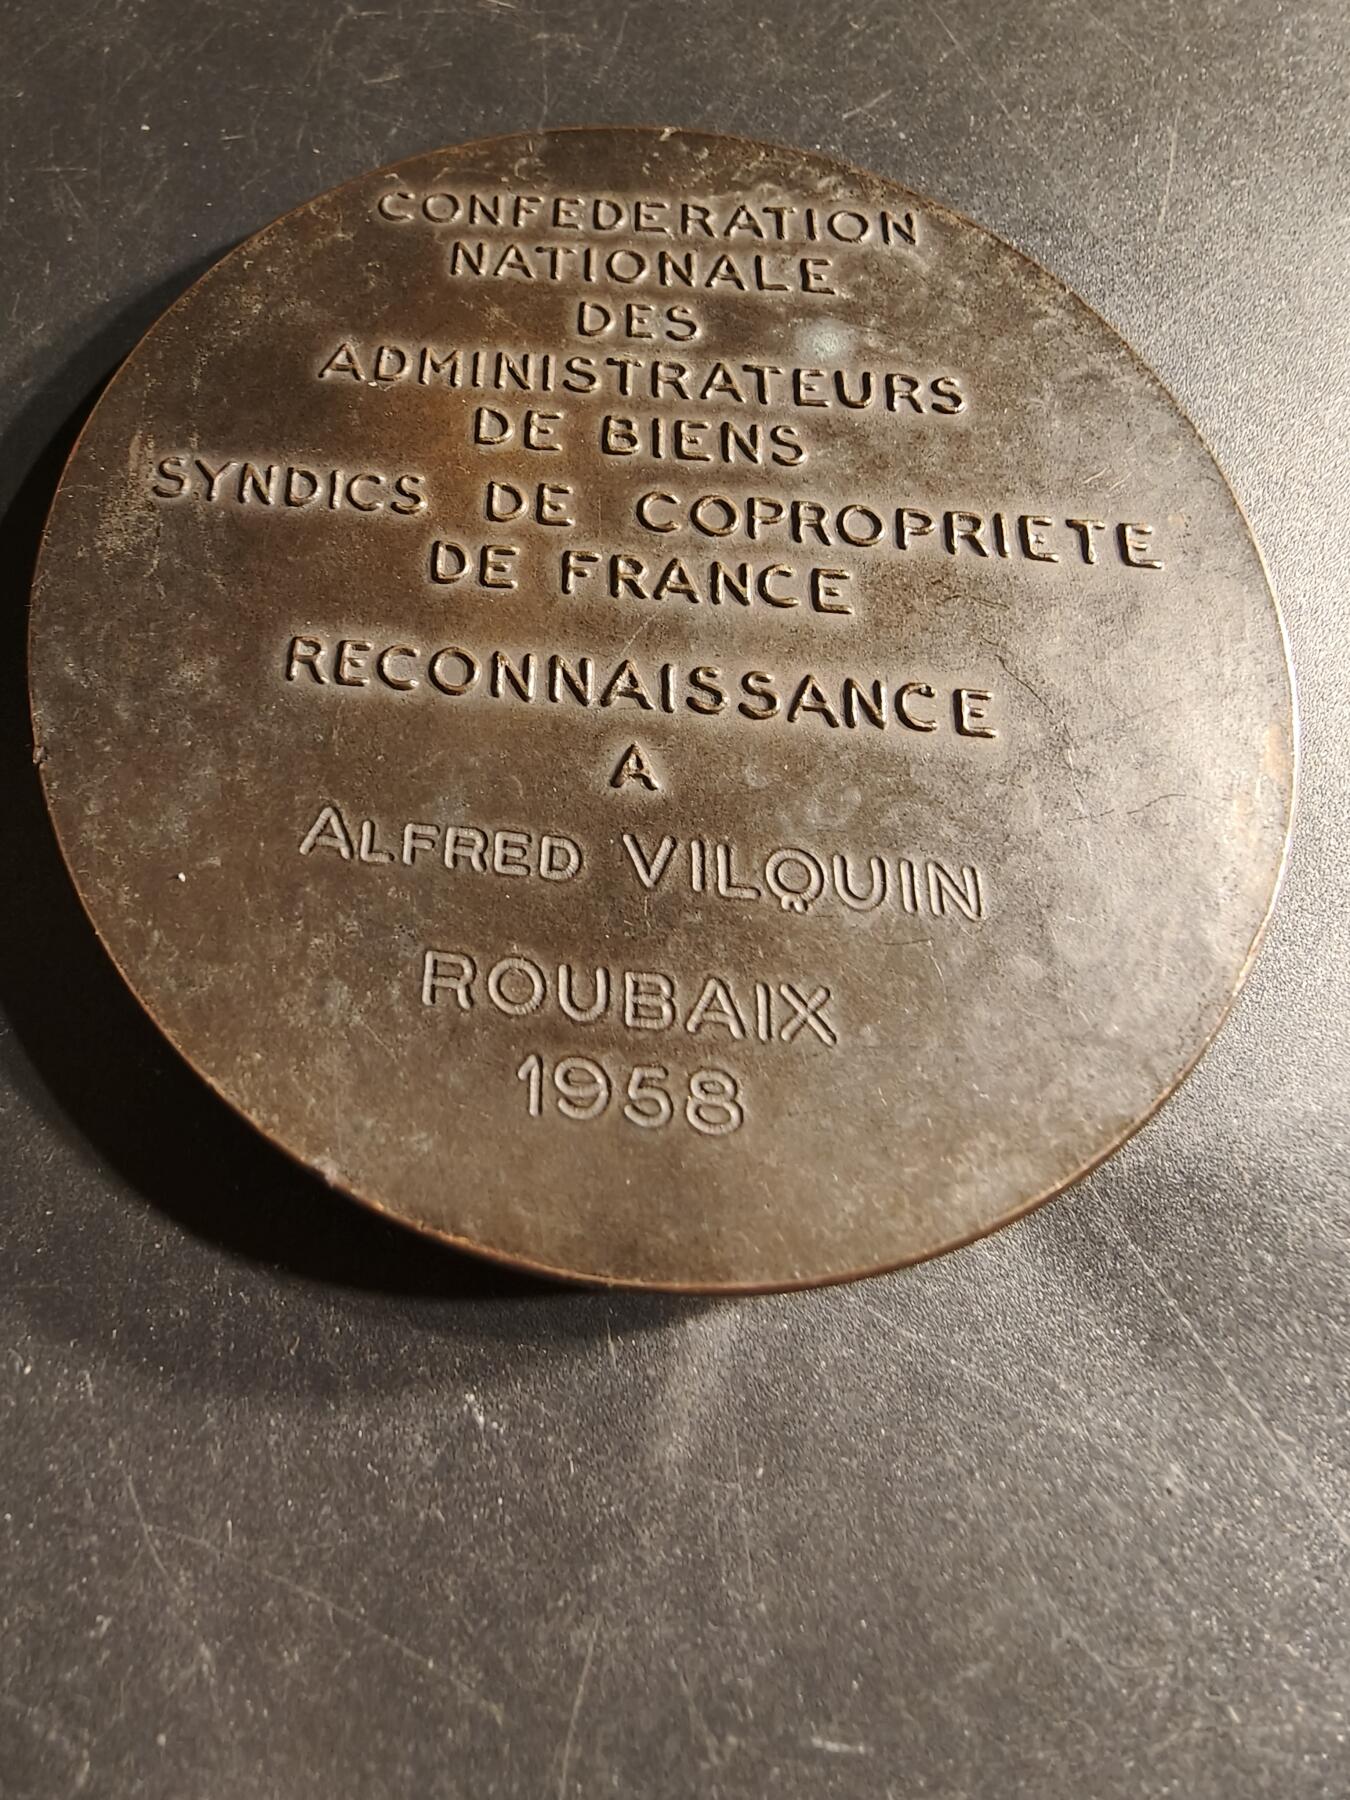 CONFEDERATION
NATIONALE
DES
ADMINISTRATEURS
DE BIENS
SYNDICS DE COPROPRIETE
DE FRANCE
RECONNAISSANCE
A
ALFRED VILQUIN
ROUBAIX
1958